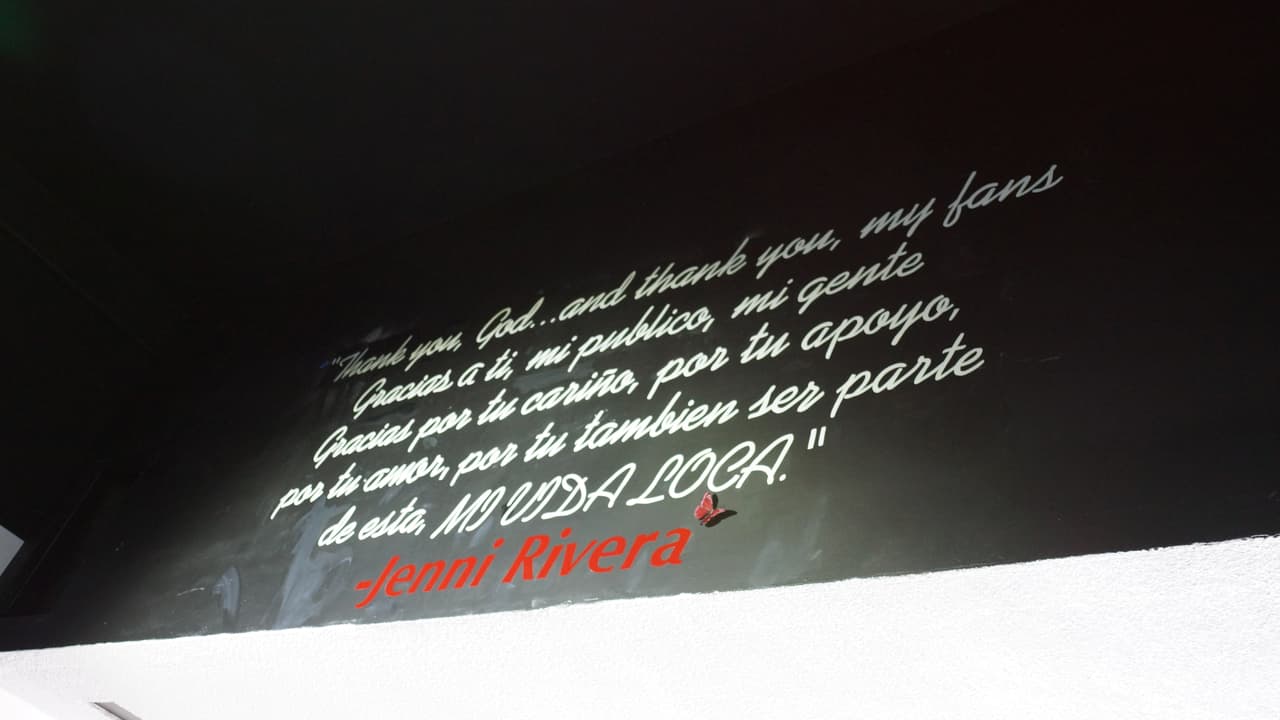 "Thank you, God...and thank you, my fans
Gracias a ti, mi publico, mi gente
Gracias por tu cariño, por tu apoyo,
por tu amor, por tu tambien ser parte
de esta, MI VIDA LOCA."
-Jenni Rivera